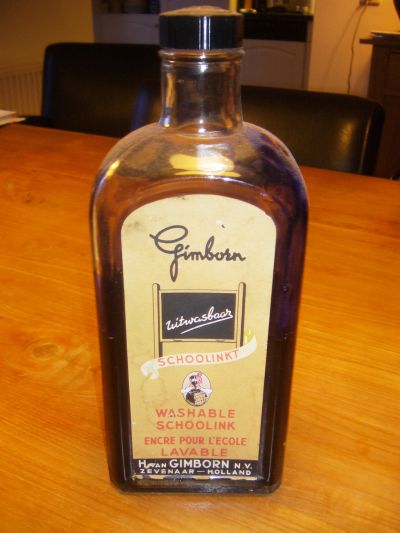 Gimborn
uitwasbaar
SCHOOLINKT
WASHABLE
SCHOOLINK
ENCRE POUR L'ECOLE
LAVABLE
H. VAN GIMBORN N.V.
ZEVENAAR — HOLLAND